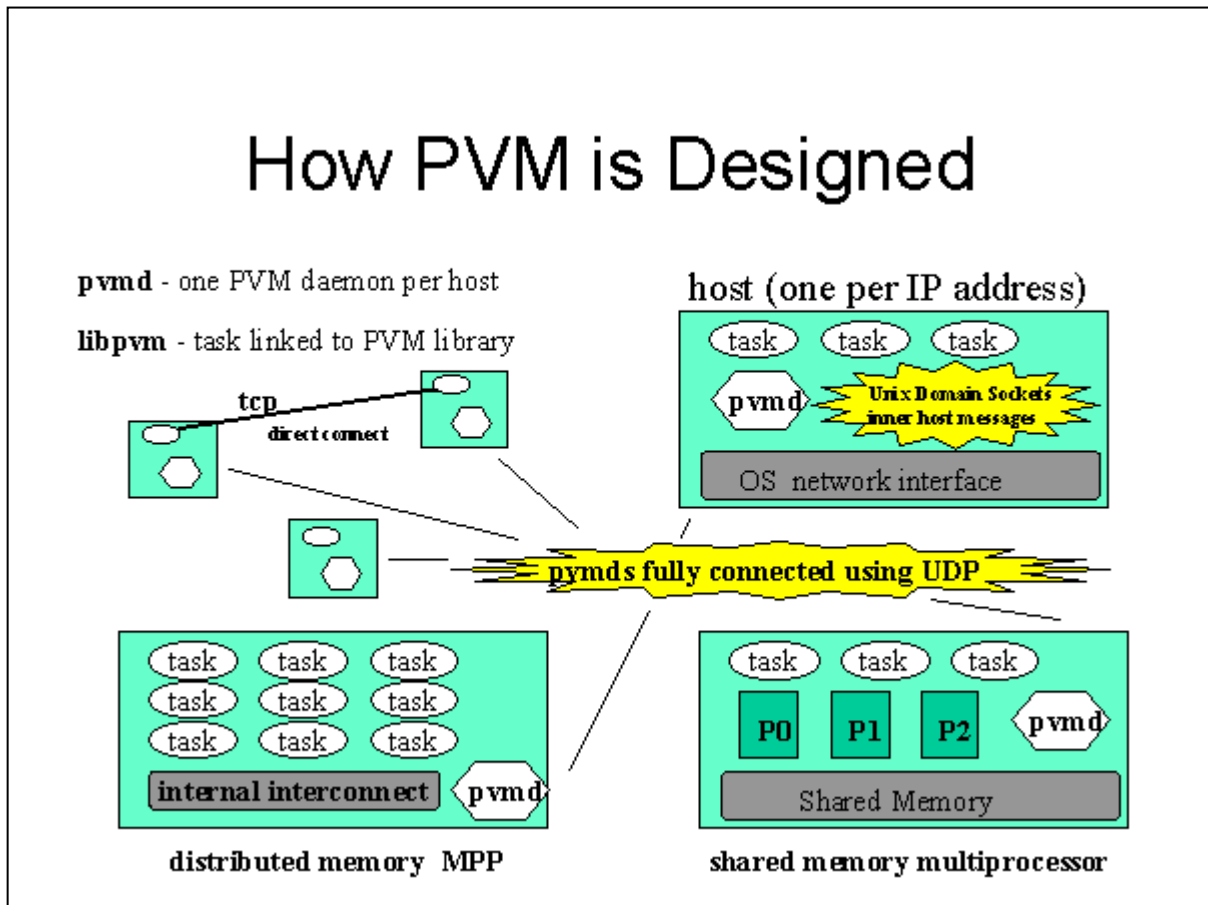 How PVM is Designed
pvmd - one PVM daemon per host
libpvm - task linked to PVM library
tcp
direct connect
host (one per IP address)
task task task
pvmd
Unix Domain Sockets
inner host messages
OS network interface
pymds fully connected using UDP
task task task
task task task
task task task
internal interconnect
pvmd
distributed memory MPP
task task task
P0 P1 P2
pvmd
Shared Memory
shared memory multiprocessor